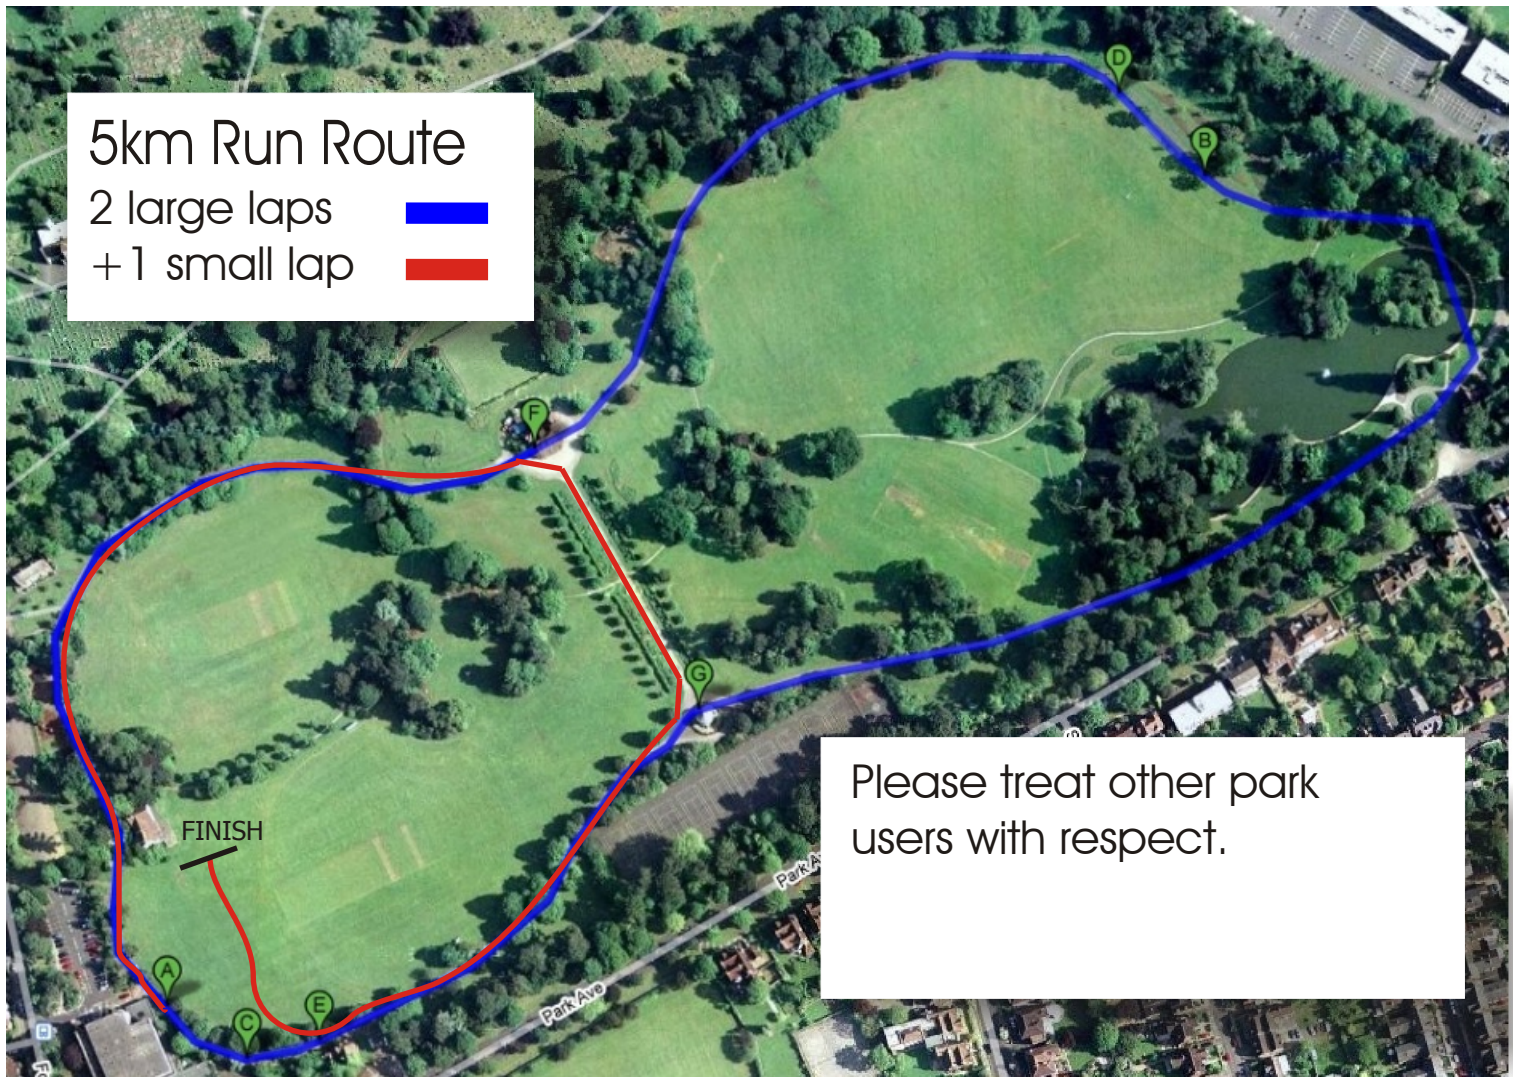 5km Run Route
2 large laps
+1 small lap
D
B
F
G
FINISH
A
C
E
Please treat other park
users with respect.
Park A
Park Ave